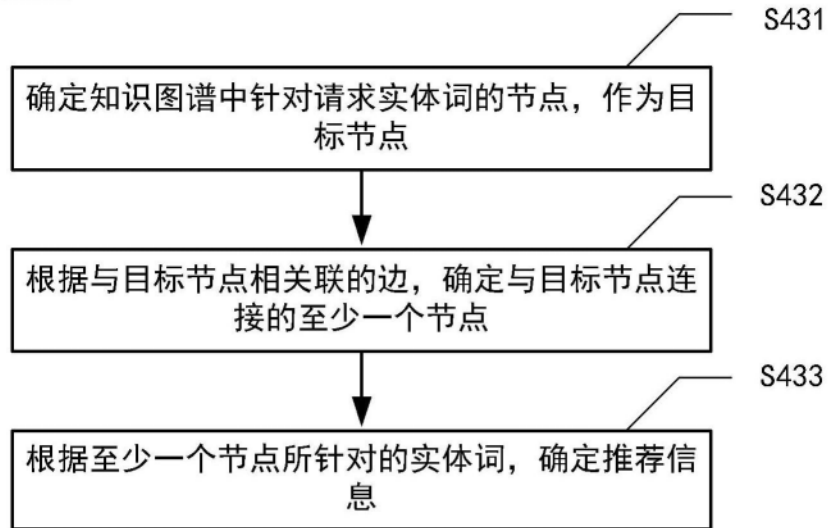 S431
确定知识图谱中针对请求实体词的节点，作为目
标节点
S432
根据与目标节点相关联的边，确定与目标节点连
接的至少一个节点
S433
根据至少一个节点所针对的实体词，确定推荐信
息